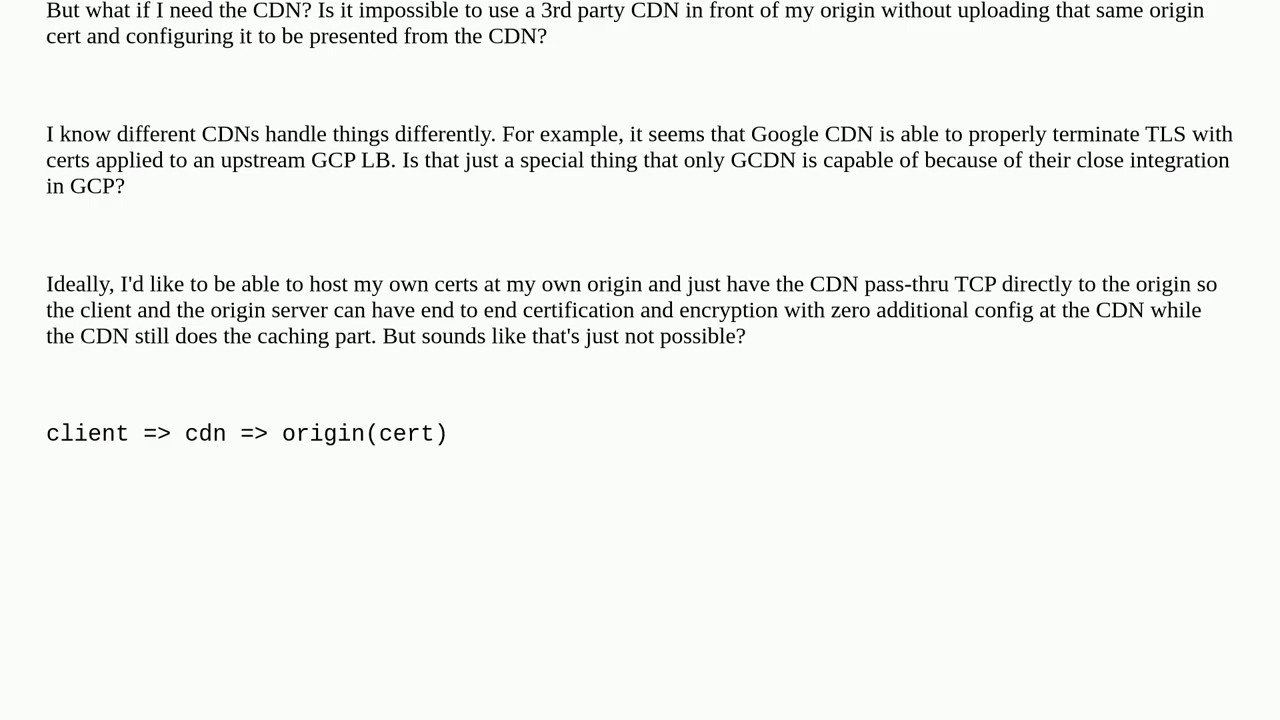 But what if I need the CDN? Is it impossible to use a 3rd party CDN in front of my origin without uploading that same origin
cert and configuring it to be presented from the CDN?
I know different CDNs handle things differently. For example, it seems that Google CDN is able to properly terminate TLS with
certs applied to an upstream GCP LB. Is that just a special thing that only GCDN is capable of because of their close integration
in GCP?
Ideally, I'd like to be able to host my own certs at my own origin and just have the CDN pass-thru TCP directly to the origin so
the client and the origin server can have end to end certification and encryption with zero additional config at the CDN while
the CDN still does the caching part. But sounds like that's just not possible?
client => cdn => origin(cert)